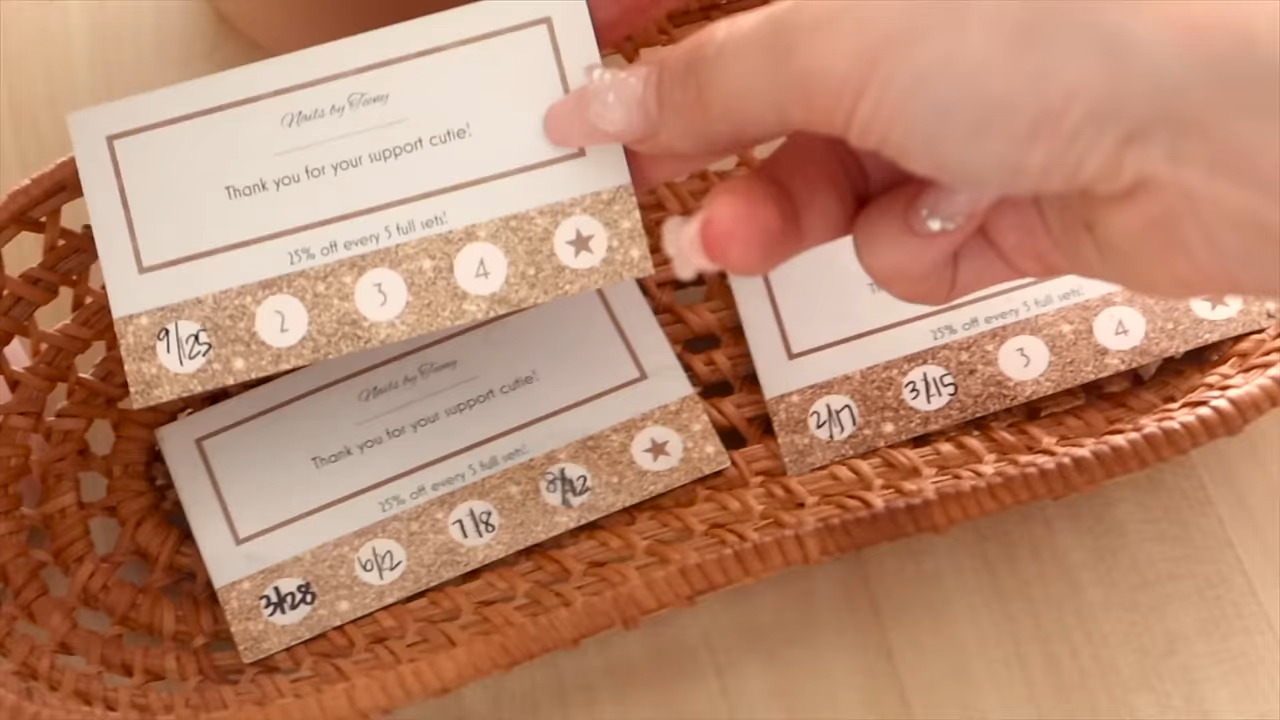 Nails by Teeny
Thank you for your support cutie!
25% off every 5 full sets!
9/25 2 3 4
Nails by Teeny
Thank you for your support cutie!
25% off every 5 full sets!
3/28 6/2 7/8 8/12
25% off every 5 full sets!
2/17 3/15 3 4